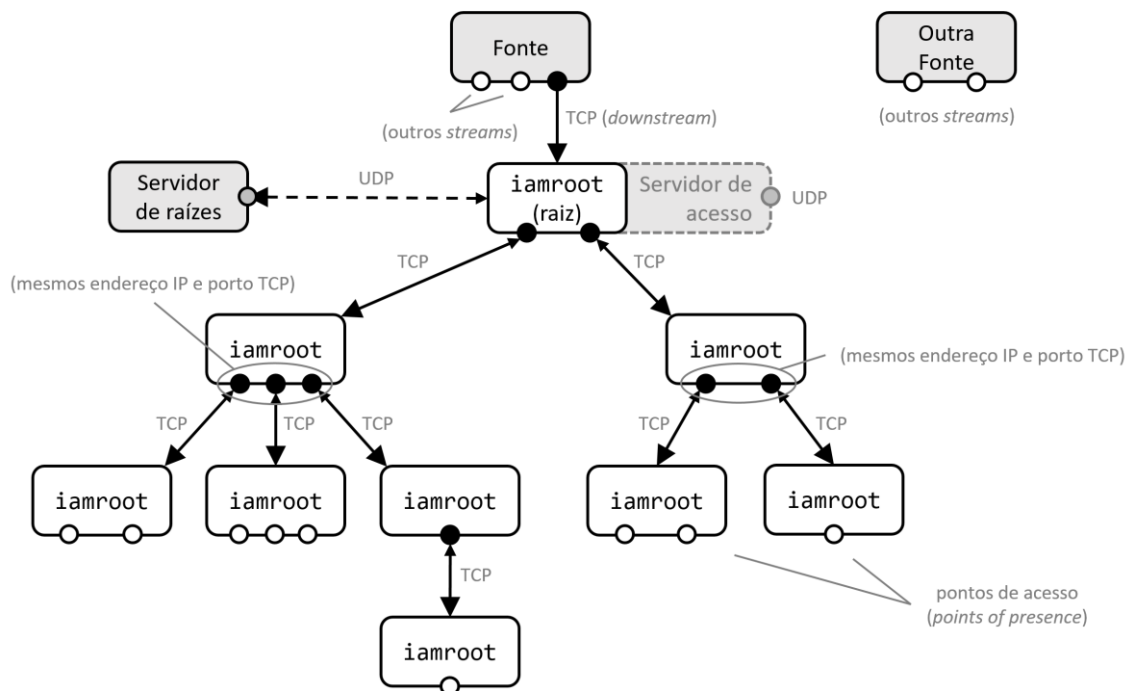 Fonte
Outra
Fonte
TCP (downstream)
(outros streams)
(outros streams)
Servidor
de raízes
UDP
iamroot
(raiz)
Servidor de
acesso
UDP
TCP
TCP
(mesmos endereço IP e porto TCP)
iamroot
iamroot
(mesmos endereço IP e porto TCP)
TCP
TCP
TCP
TCP
TCP
iamroot
iamroot
iamroot
iamroot
iamroot
TCP
pontos de acesso
(points of presence)
iamroot